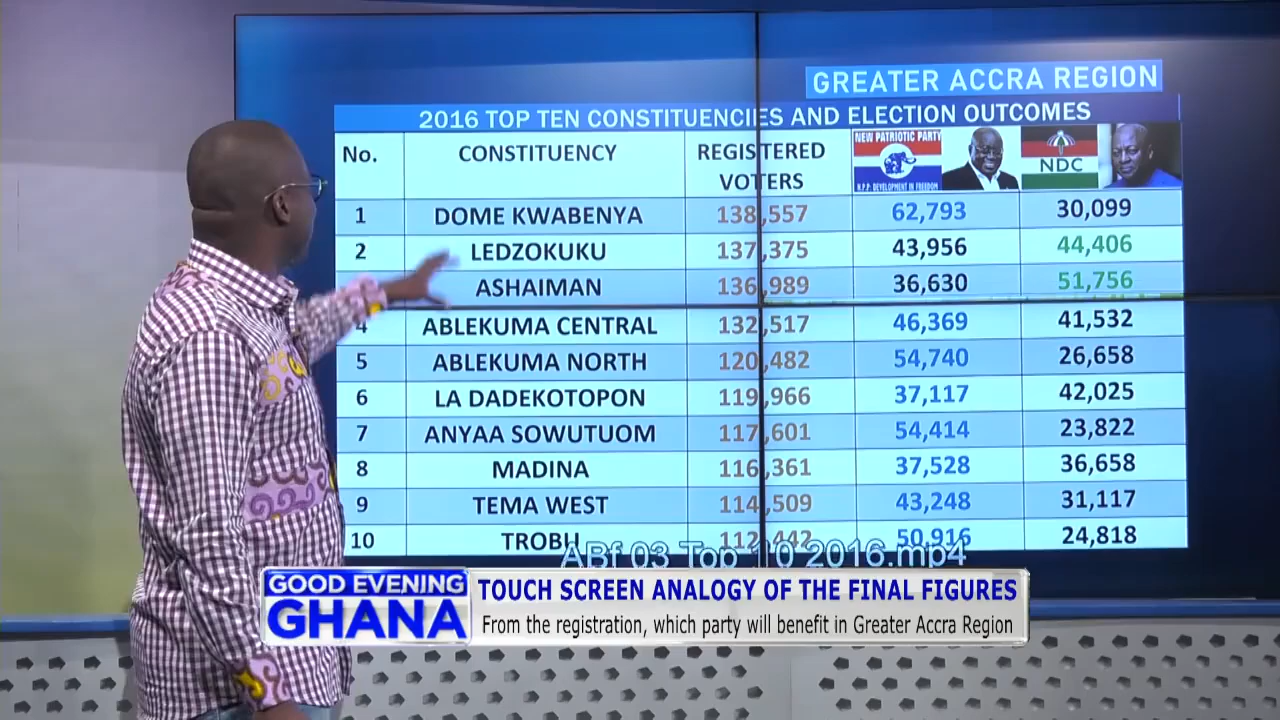 GREATER ACCRA REGION
2016 TOP TEN CONSTITUENCIES AND ELECTION OUTCOMES
No. CONSTITUENCY REGISTERED VOTERS NEW PATRIOTIC PARTY N.P.P: DEVELOPMENT IN FREEDOM NDC
1 DOME KWABENYA 138,557 62,793 30,099
2 LEDZOKUKU 137,375 43,956 44,406
ASHAIMAN 136,989 36,630 51,756
4 ABLEKUMA CENTRAL 132,517 46,369 41,532
5 ABLEKUMA NORTH 120,482 54,740 26,658
6 LA DADEKOTOPON 119,966 37,117 42,025
7 ANYAA SOWUTUOM 117,601 54,414 23,822
8 MADINA 116,361 37,528 36,658
9 TEMA WEST 114,509 43,248 31,117
10 TROBU 112,442 50,916 24,818
ABf 03 Top 10 2016.mp4
GOOD EVENING GHANA
TOUCH SCREEN ANALOGY OF THE FINAL FIGURES
From the registration, which party will benefit in Greater Accra Region